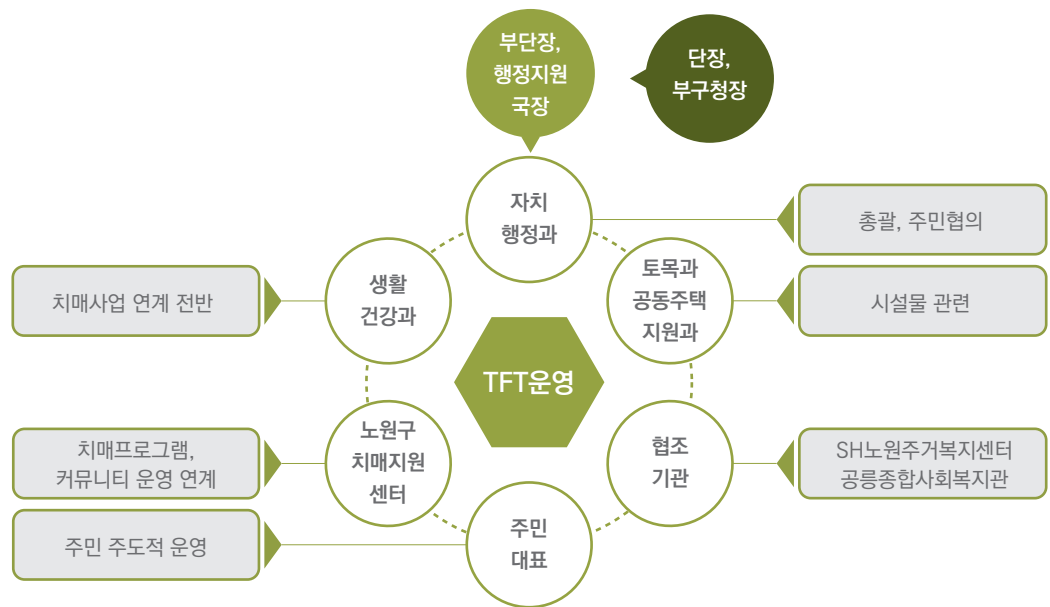 부단장,
행정지원
국장
단장,
부구청장
자치
행정과
총괄, 주민협의
생활
건강과
치매사업 연계 전반
토목과
공동주택
지원과
시설물 관련
TFT운영
노원구
치매지원
센터
치매프로그램,
커뮤니티 운영 연계
협조
기관
SH노원주거복지센터
공릉종합사회복지관
주민
대표
주민 주도적 운영